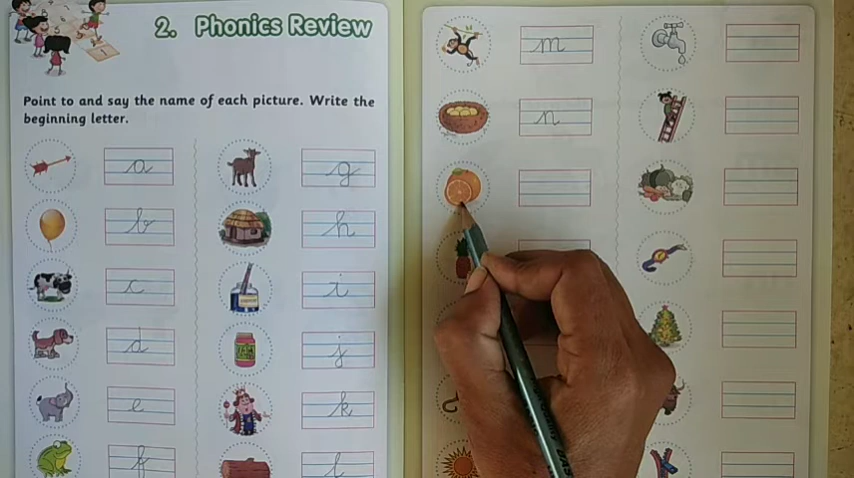 2. Phonics Review
Point to and say the name of each picture. Write the
beginning letter.
a
g
b
h
c
i
d
j
e
k
f
l
m
n